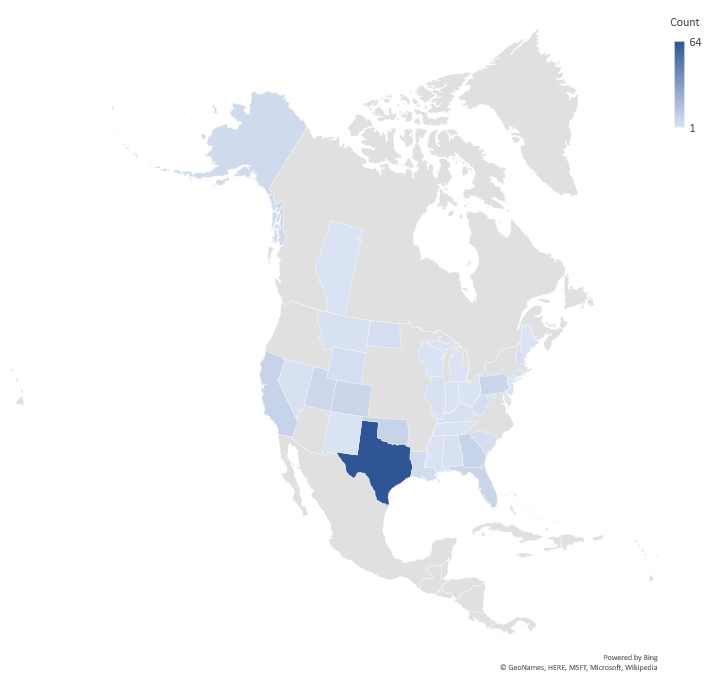 Count
64
1
Powered by Bing
© GeoNames, HERE, MSFT, Microsoft, Wikipedia